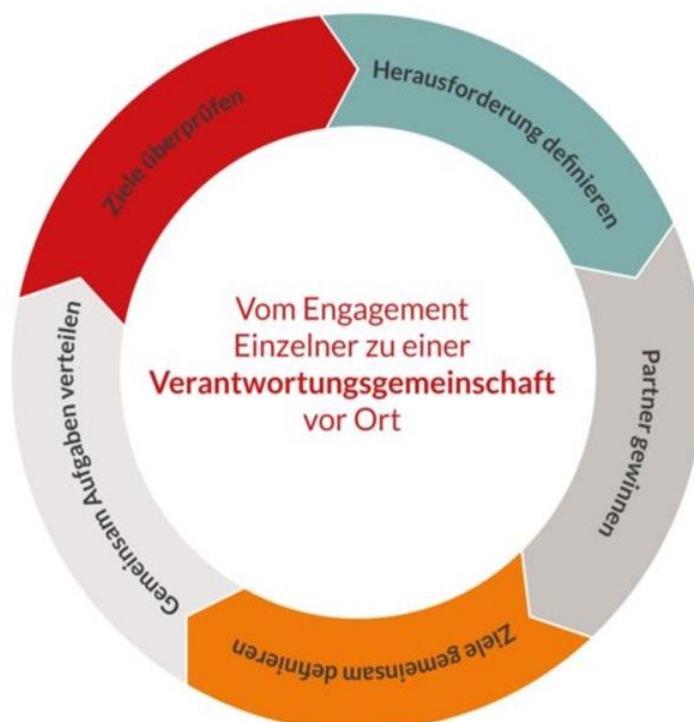 Herausforderung definieren
Partner gewinnen
Ziele gemeinsam definieren
Gemeinsam Aufgaben verteilen
Ziele überprüfen
Vom Engagement
Einzelner zu einer
Verantwortungsgemeinschaft
vor Ort